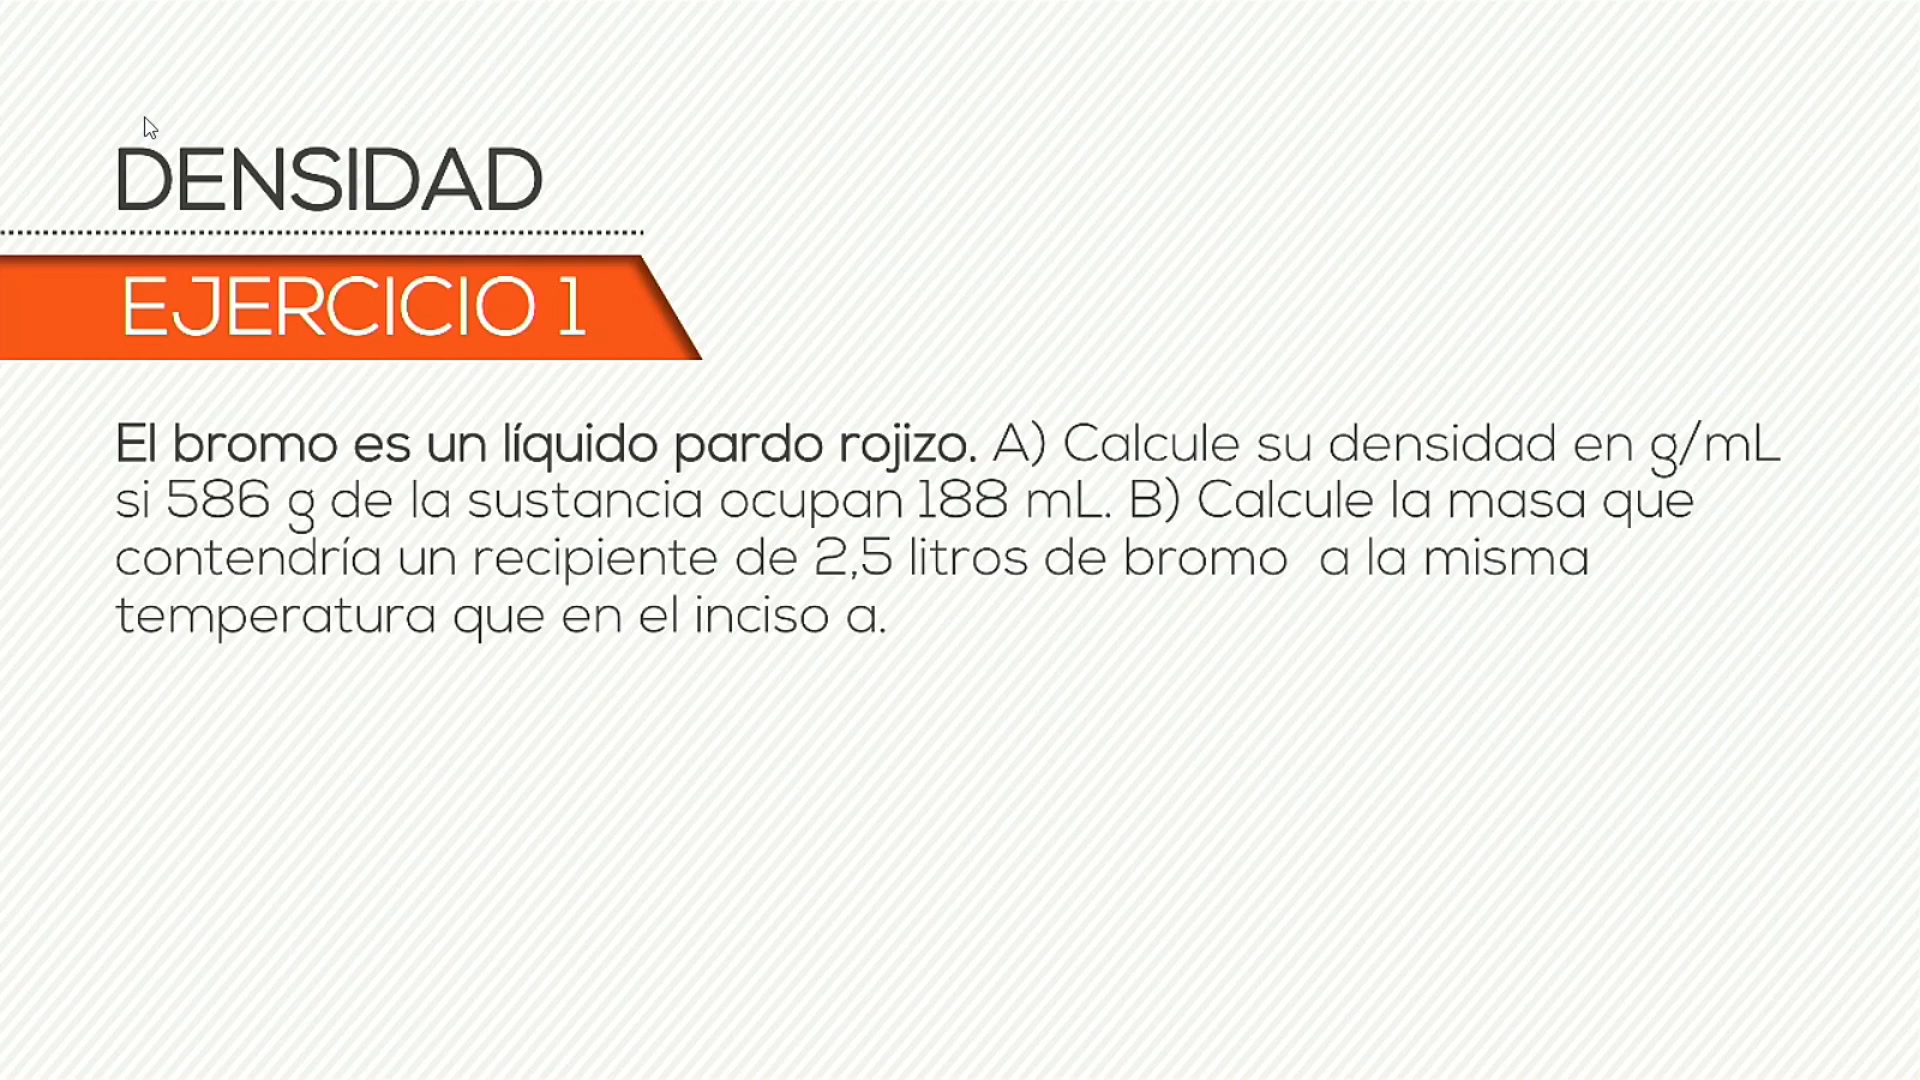 DENSIDAD
EJERCICIO 1
El bromo es un líquido pardo rojizo. A) Calcule su densidad en g/mL
si 586 g de la sustancia ocupan 188 mL. B) Calcule la masa que
contendría un recipiente de 2,5 litros de bromo  a la misma
temperatura que en el inciso a.